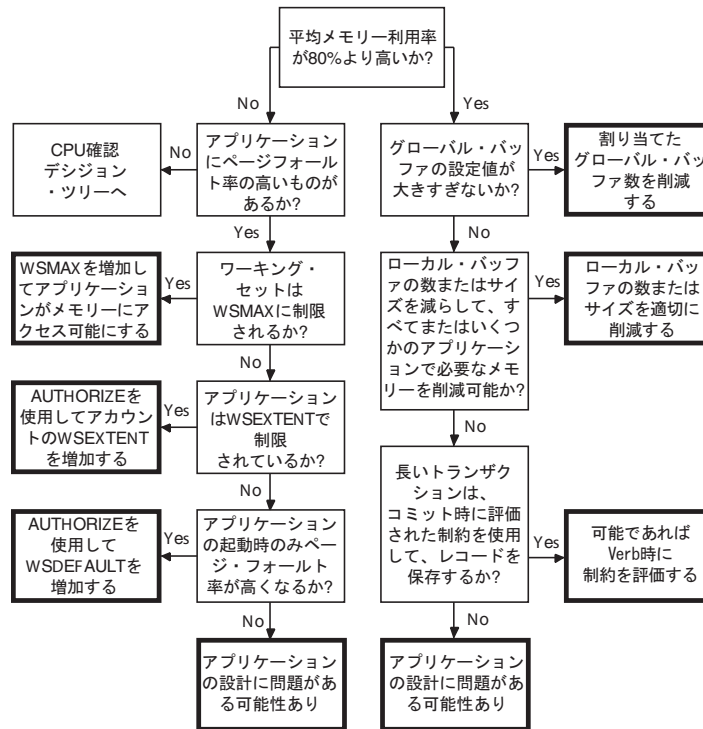 平均メモリー利用率
が80%より高いか?
No
Yes
CPU確認
デシジョン
・ツリーへ
No
アプリケーション
にページフォール
ト率の高いものが
あるか?
グローバル・バッ
ファの設定値が
大きすぎないか?
Yes
割り当てた
グローバル・バッ
ファ数を削減
する
Yes
No
WSMAXを増加し
てアプリケーション
がメモリーにア
クセス可能にする
Yes
ワーキング・
セットは
WSMAXに制限
されるか?
ローカル・バッフ
ァの数またはサイ
ズを減らして、す
べてまたはいくつ
かのアプリケーシ
ョンで必要なメモ
リーを削減可能か?
Yes
ローカル・バッ
ファの数または
サイズを適切に
削減する
No
AUTHORIZEを
使用してアカウン
トのWSEXTENT
を増加する
Yes
アプリケーション
はWSEXTENTで
制限
されているか?
No
No
長いトランザク
ションは、
コミット時に評価
された制約を使用
して、レコードを
保存するか?
Yes
可能であれば
Verb時に
制約を評価する
AUTHORIZEを
使用して
WSDEFAULTを
増加する
Yes
アプリケーション
の起動時のみペー
ジ・フォールト
率が高くなるか?
No
No
アプリケーション
の設計に問題があ
る可能性あり
アプリケーション
の設計に問題があ
る可能性あり